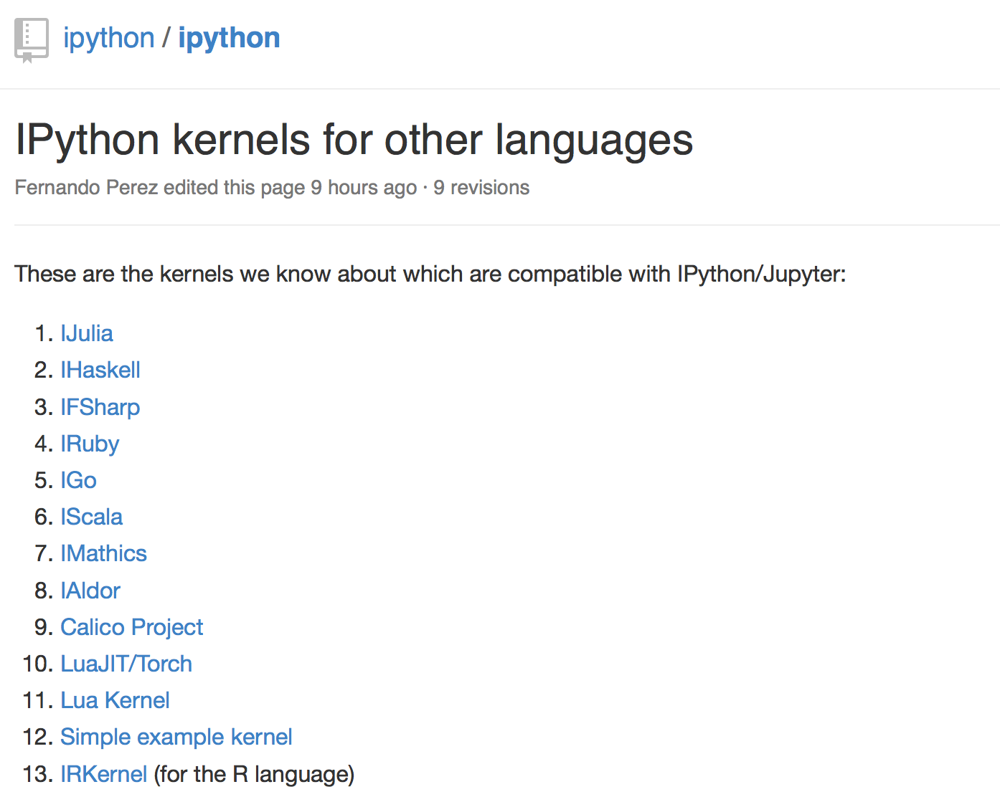 ipython / ipython
IPython kernels for other languages
Fernando Perez edited this page 9 hours ago · 9 revisions
These are the kernels we know about which are compatible with IPython/Jupyter:
1. IJulia
2. IHaskell
3. IFSharp
4. IRuby
5. IGo
6. IScala
7. IMathics
8. IAldor
9. Calico Project
10. LuaJIT/Torch
11. Lua Kernel
12. Simple example kernel
13. IRKernel (for the R language)